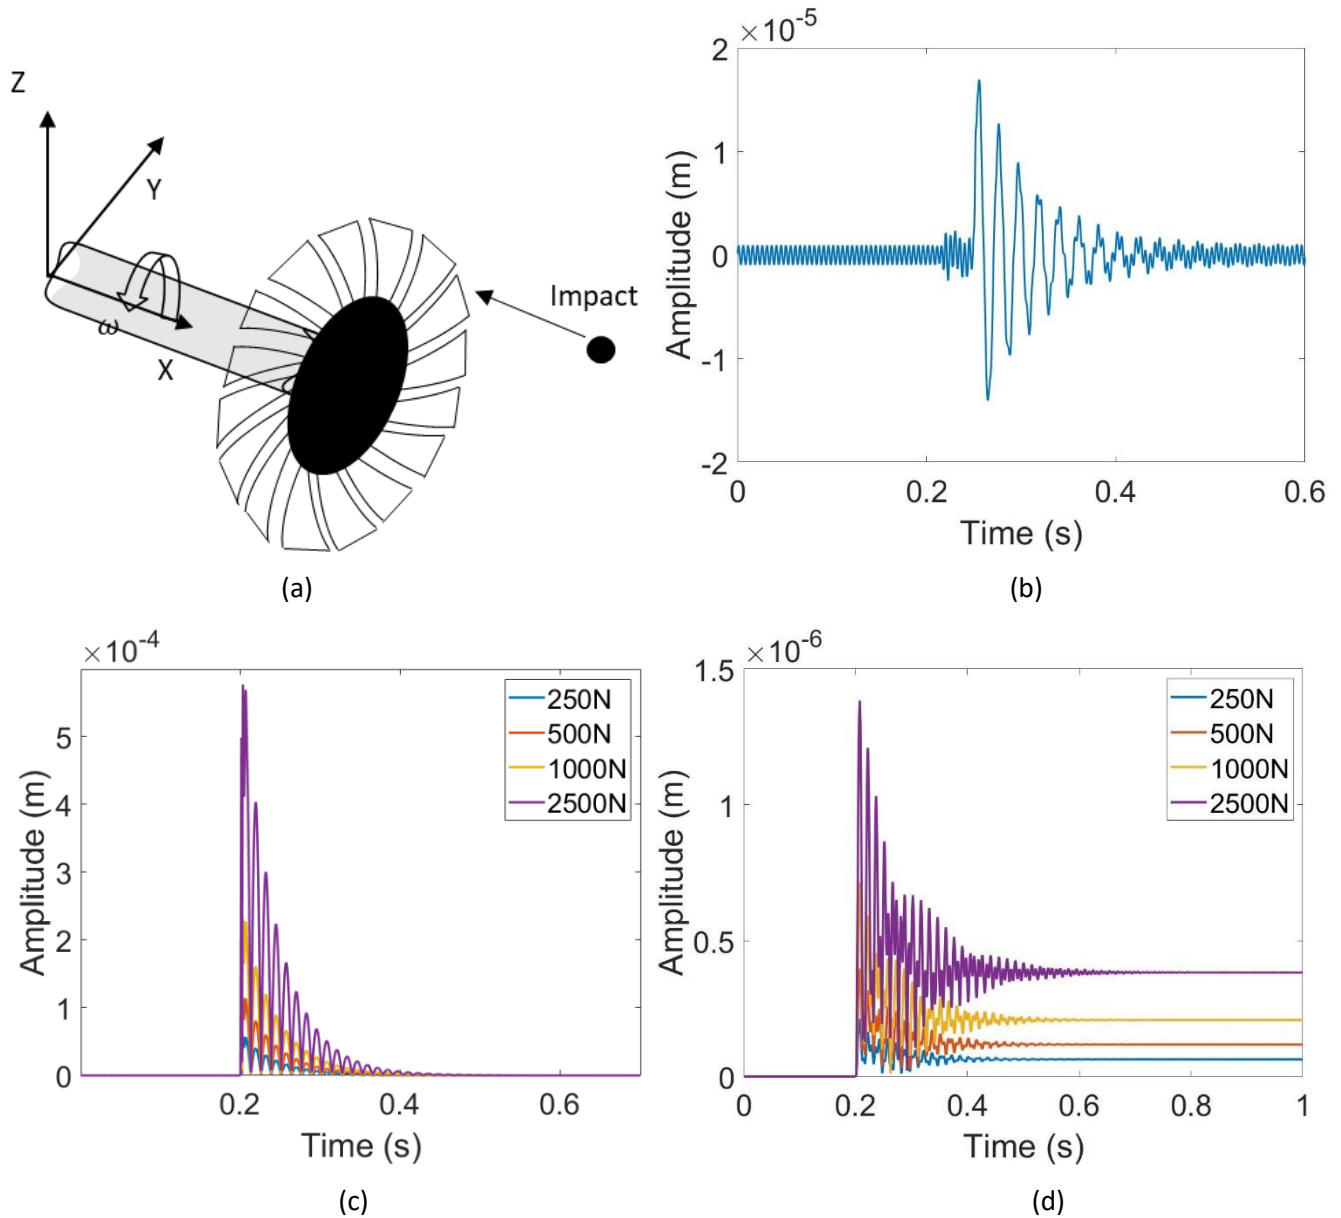 Z
Y
Impact
ω
X
(a)
×10⁻⁵
2
1
0
-1
-2
Amplitude (m)
0 0.2 0.4 0.6
Time (s)
(b)
×10⁻⁴
5
4
3
2
1
0
Amplitude (m)
250N
500N
1000N
2500N
0.2 0.4 0.6
Time (s)
(c)
×10⁻⁶
1.5
1
0.5
0
Amplitude (m)
250N
500N
1000N
2500N
0 0.2 0.4 0.6 0.8 1
Time (s)
(d)